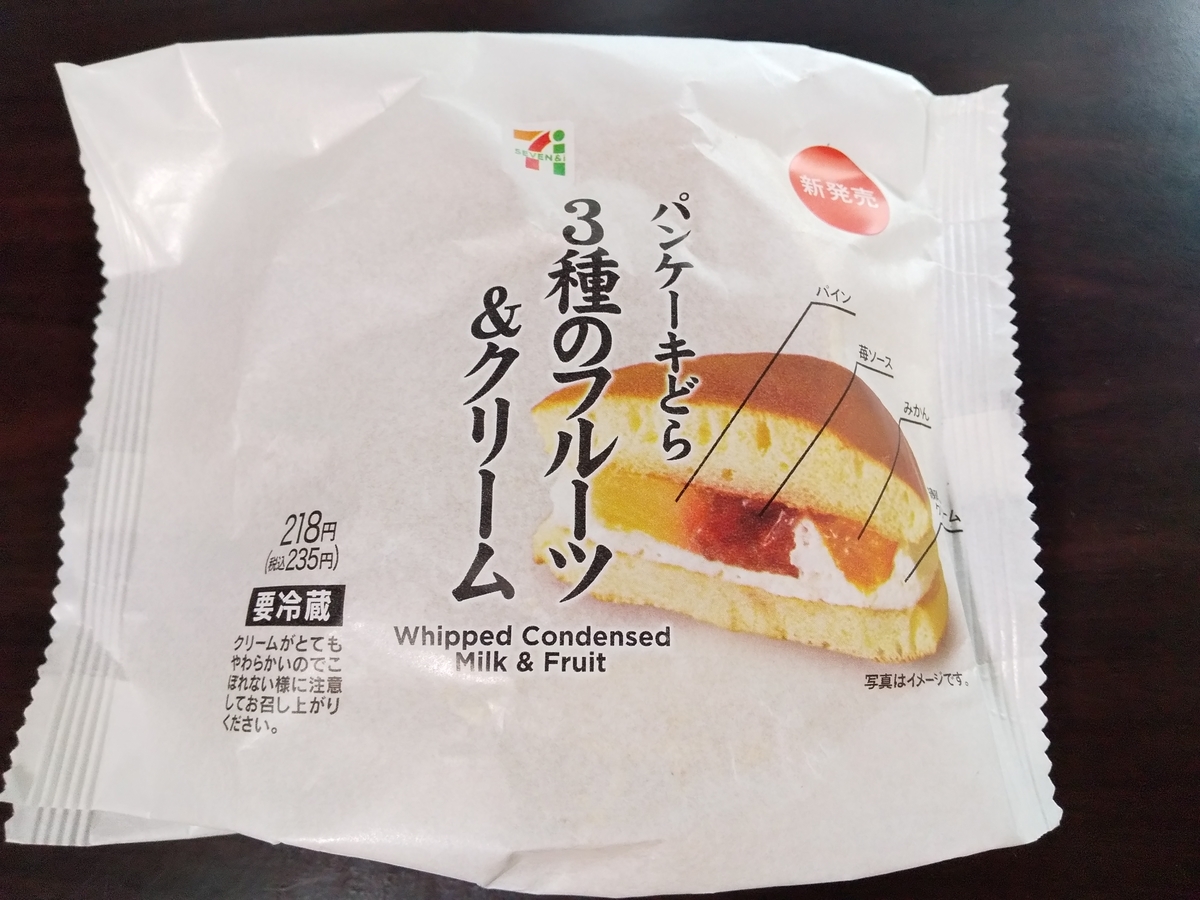 SEVEN&i
新発売
パンケーキどら
3種のフルーツ
&クリーム
パイン
苺ソース
みかん
218円
(税込235円)
要冷蔵
クリームがとても
やわらかいのでこ
ぼれない様に注意
してお召し上がり
ください。
Whipped Condensed
Milk & Fruit
写真はイメージです。